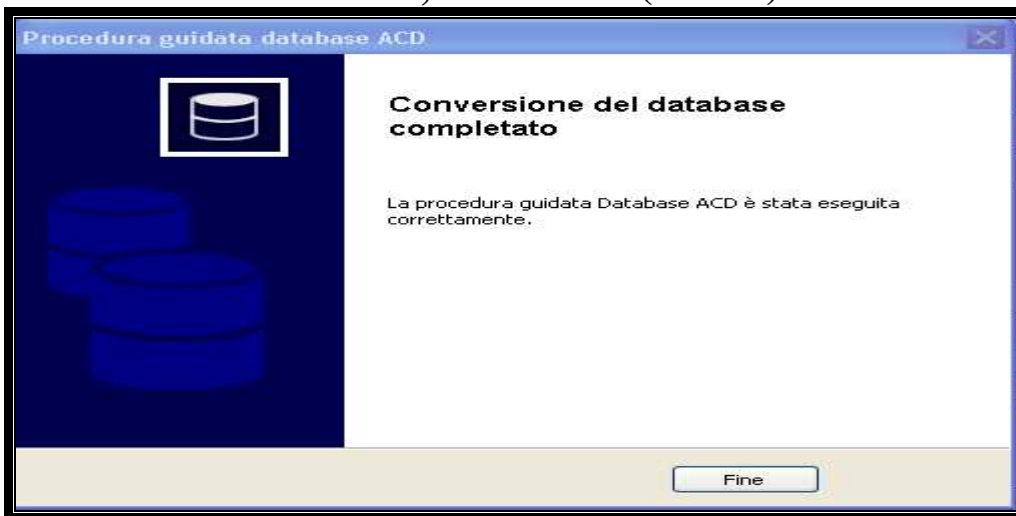 Procedura guidata database ACD
Conversione del database
completato
La procedura guidata Database ACD è stata eseguita
correttamente.
Fine